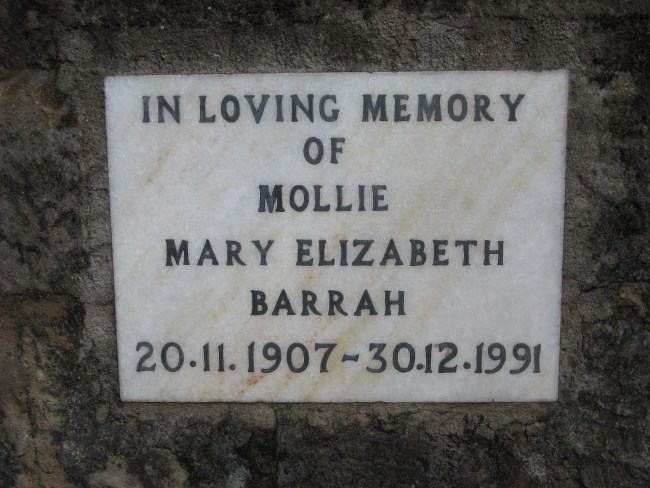 IN LOVING MEMORY
OF
MOLLIE
MARY ELIZABETH
BARRAH
20.11.1907-30.12.1991